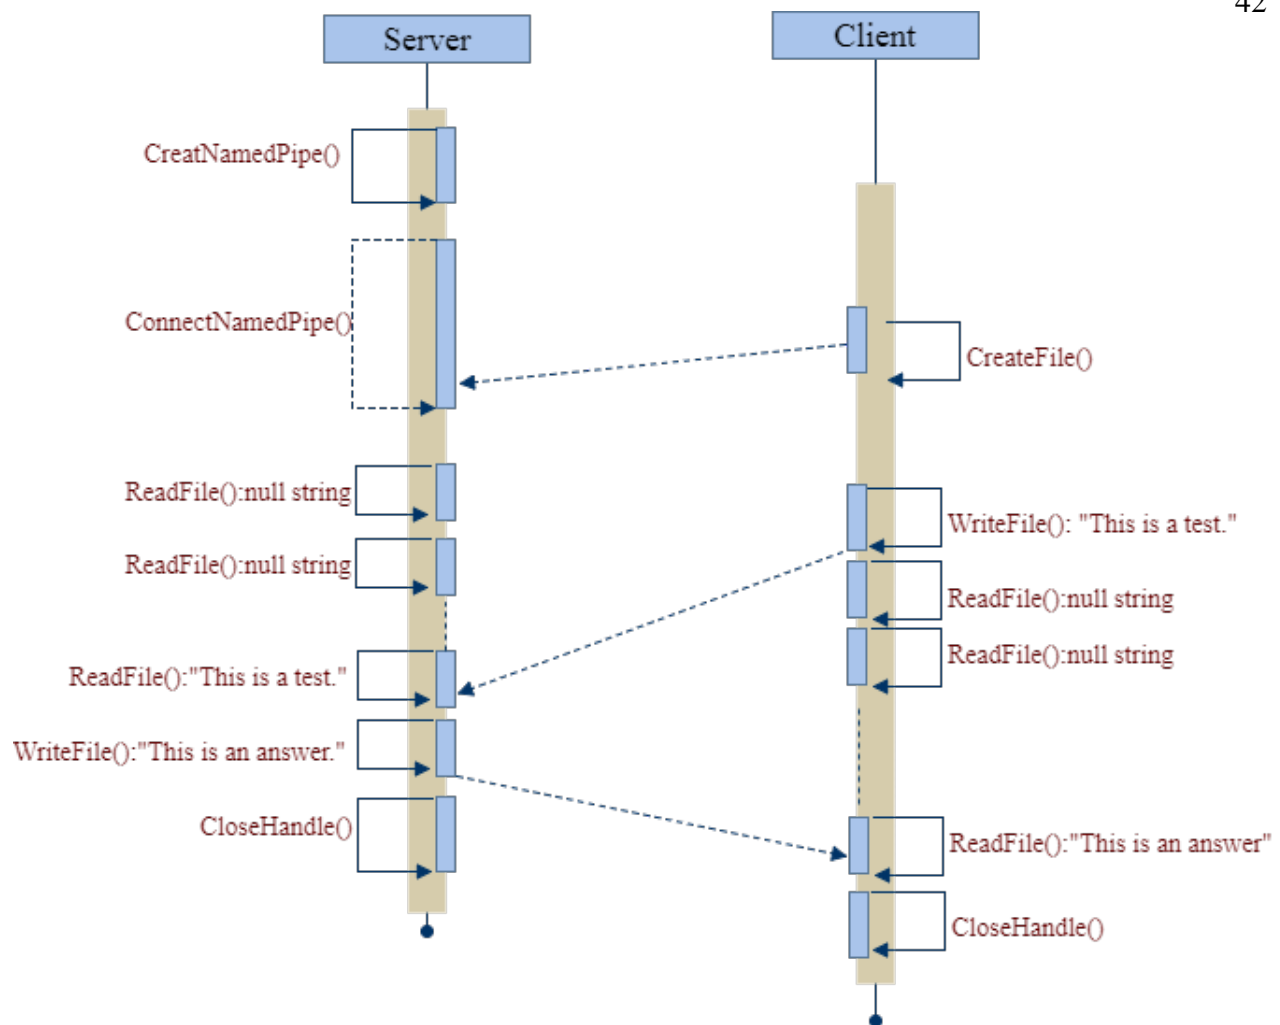 42
Server
Client
CreatNamedPipe()
ConnectNamedPipe()
CreateFile()
ReadFile():null string
WriteFile(): "This is a test."
ReadFile():null string
ReadFile():null string
ReadFile():null string
ReadFile():"This is a test."
WriteFile():"This is an answer."
CloseHandle()
ReadFile():"This is an answer"
CloseHandle()